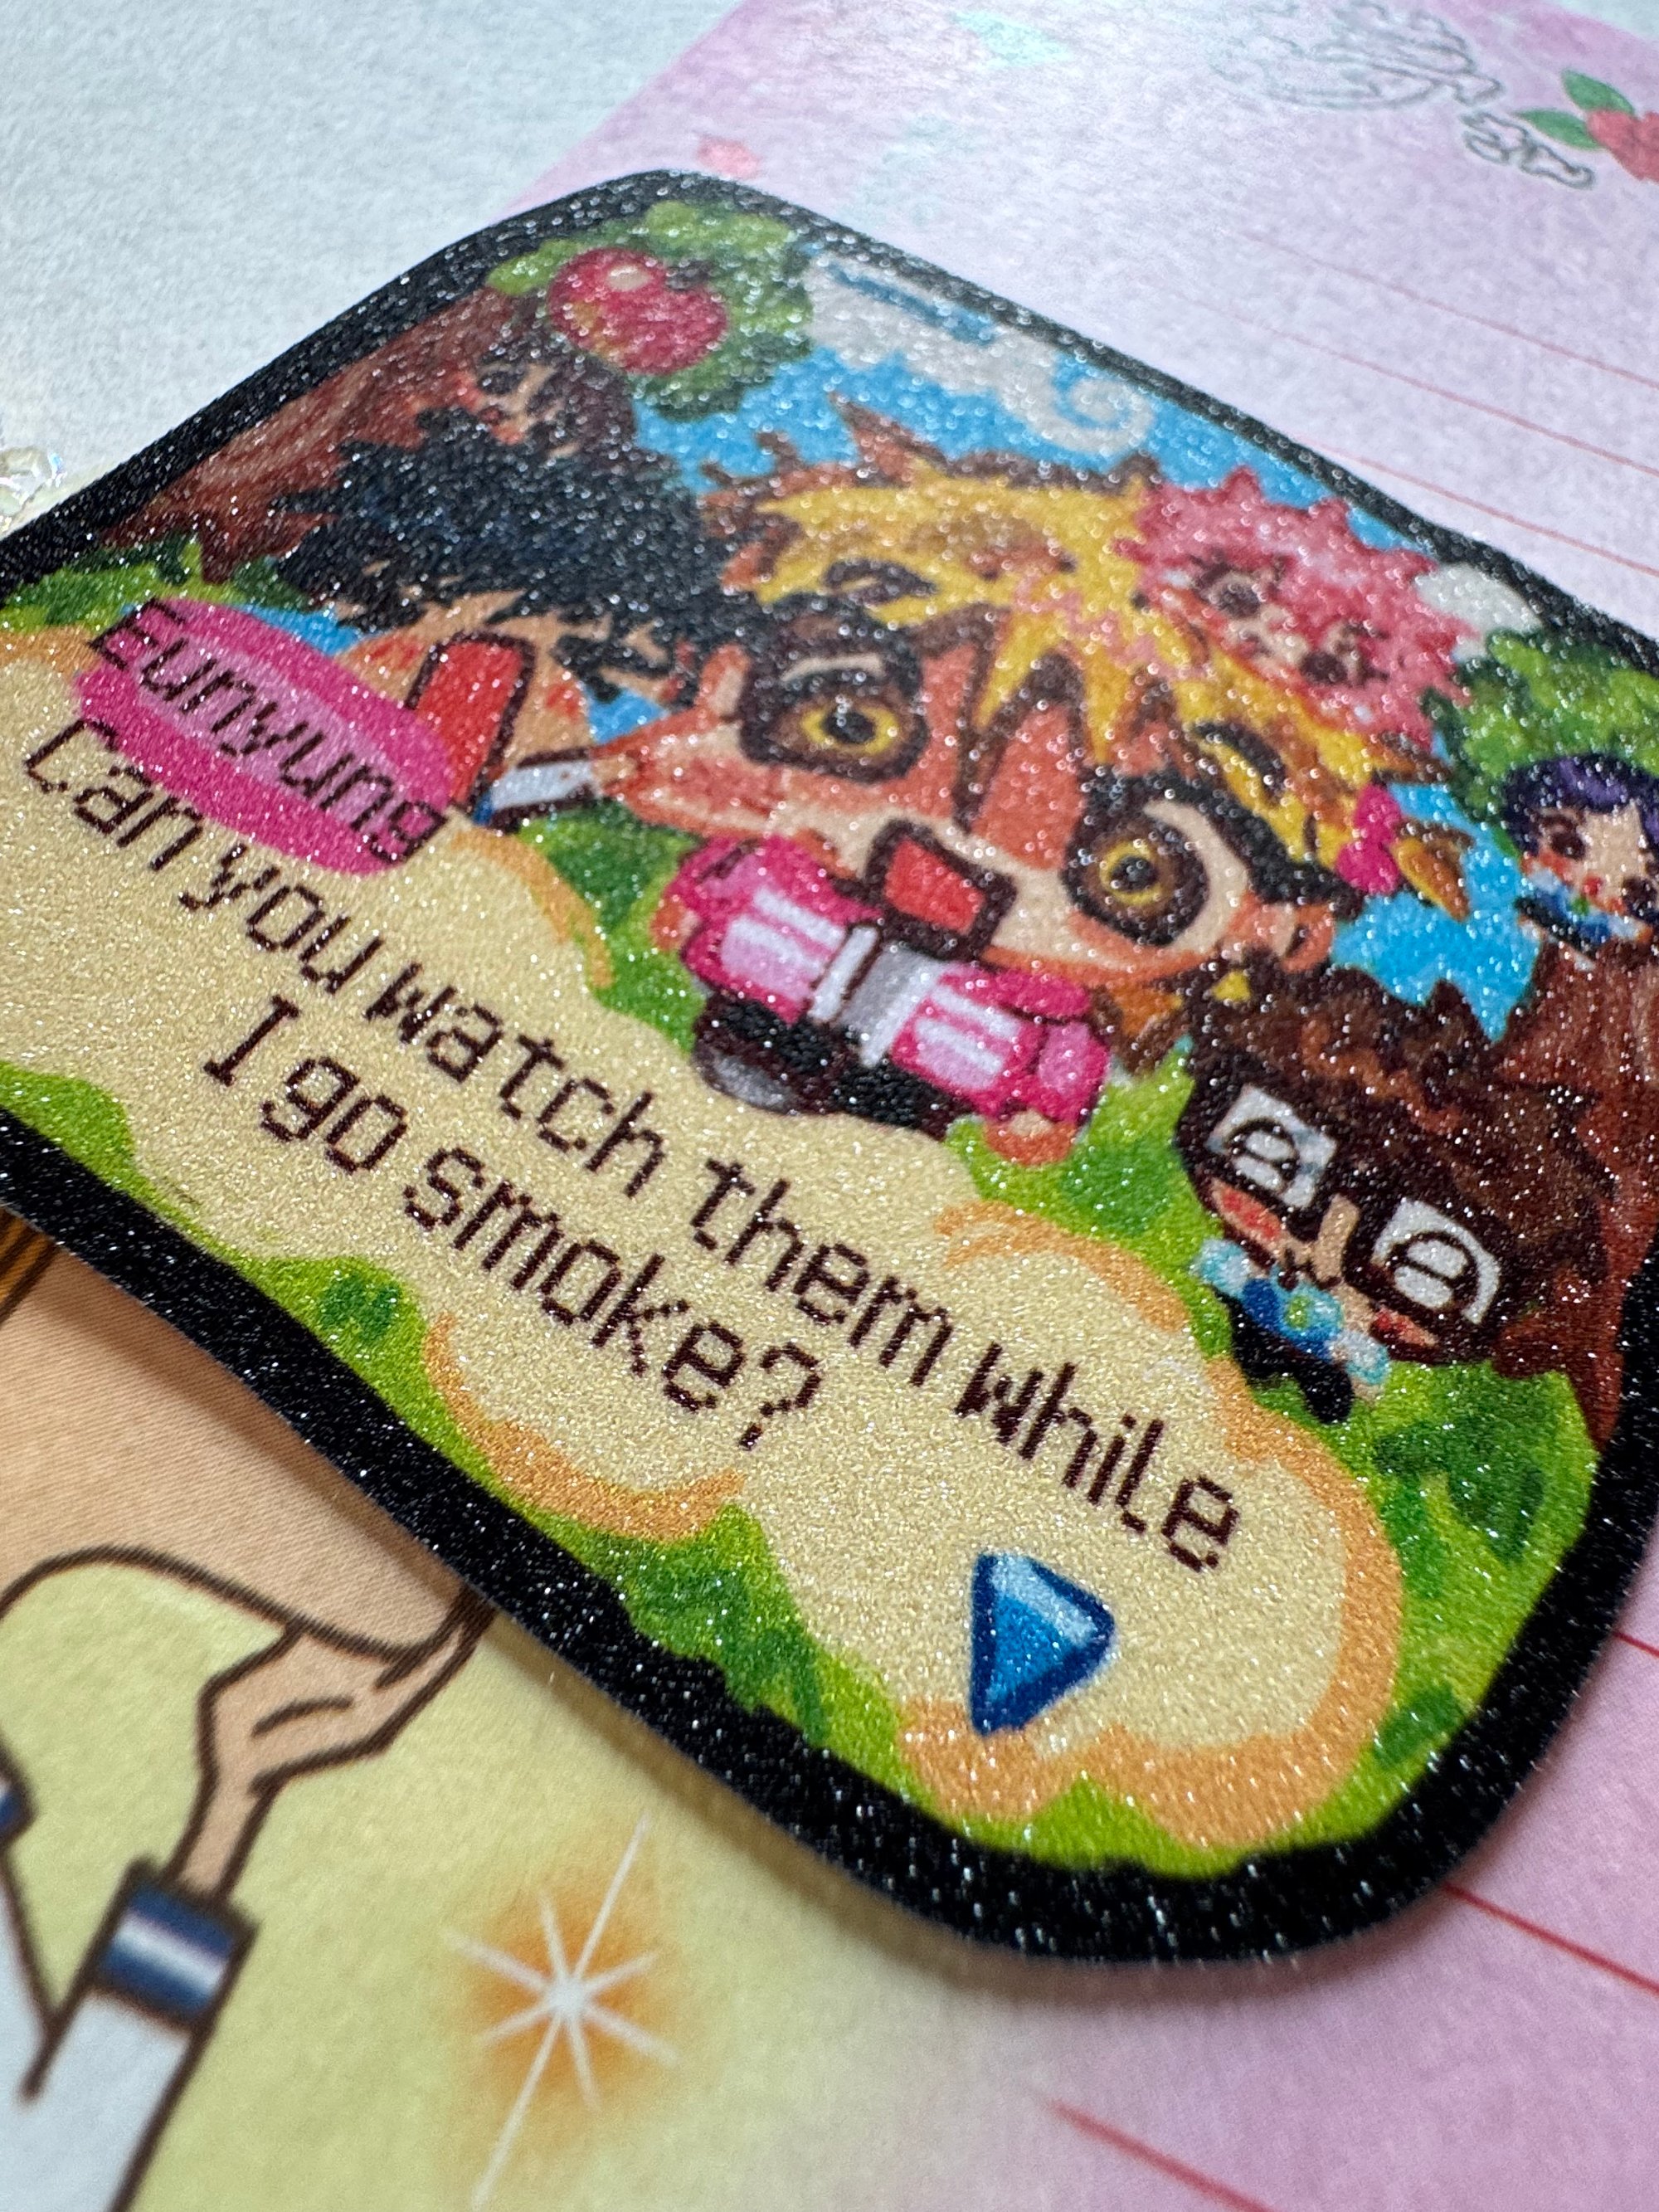 Eunyung
Can you watch them while
I go smoke?